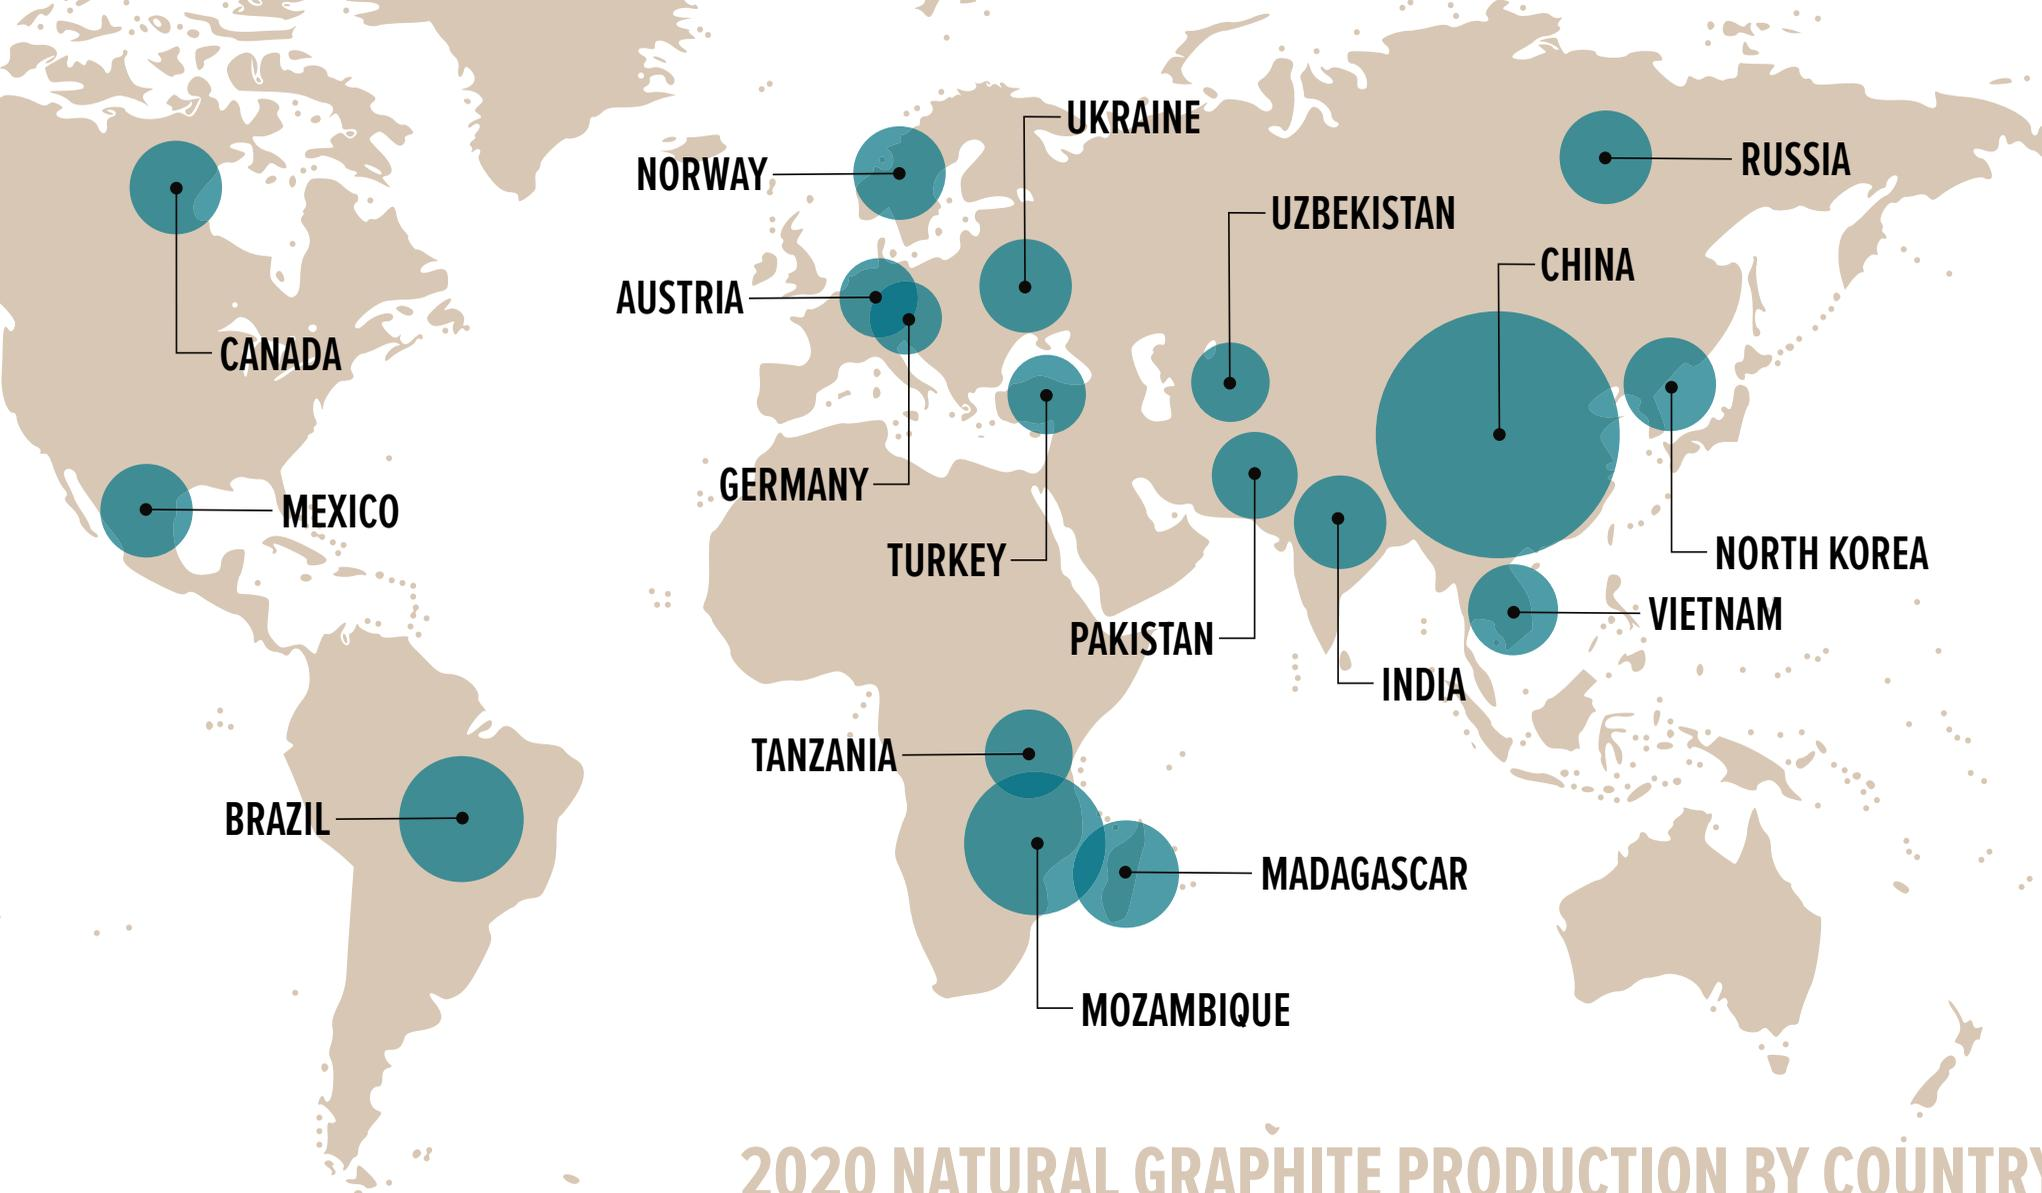 UKRAINE
NORWAY
RUSSIA
UZBEKISTAN
CHINA
AUSTRIA
CANADA
GERMANY
MEXICO
TURKEY
NORTH KOREA
VIETNAM
PAKISTAN
INDIA
TANZANIA
BRAZIL
MADAGASCAR
MOZAMBIQUE
2020 NATURAL GRAPHITE PRODUCTION BY COUNTRY